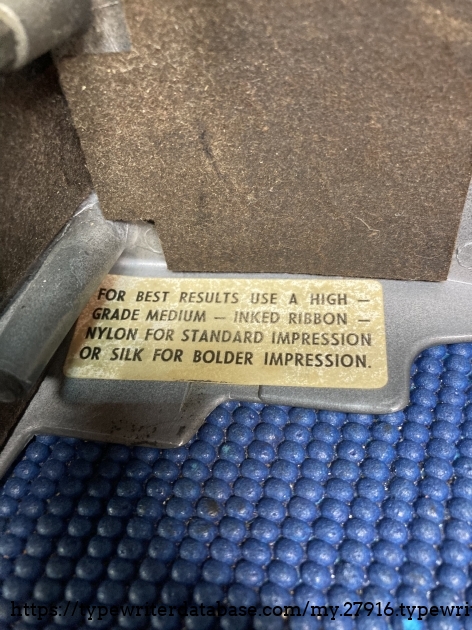 FOR BEST RESULTS USE A HIGH —
GRADE MEDIUM — INKED RIBBON —
NYLON FOR STANDARD IMPRESSION
OR SILK FOR BOLDER IMPRESSION.
https://typewriterdatabase.com/my.27916.typewri